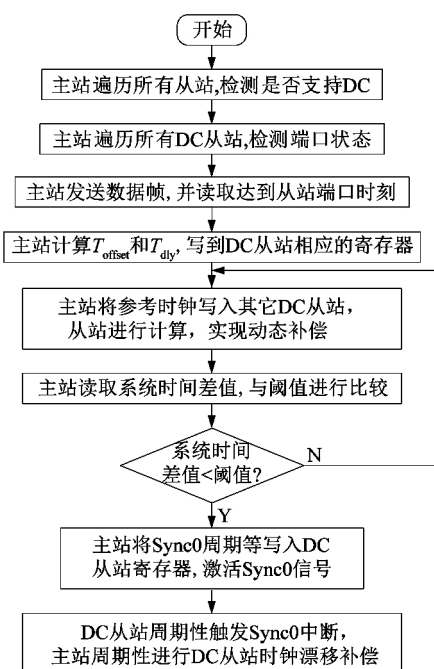 开始
主站遍历所有从站,检测是否支持DC
主站遍历所有DC从站,检测端口状态
主站发送数据帧,并读取达到从站端口时刻
主站计算Toffset和Tdly,写到DC从站相应的寄存器
主站将参考时钟写入其它DC从站,
从站进行计算，实现动态补偿
主站读取系统时间差值,与阈值进行比较
系统时间
差值<阈值?
N
Y
主站将Sync0周期等写入DC
从站寄存器,激活Sync0信号
DC从站周期性触发Sync0中断，
主站周期性进行DC从站时钟漂移补偿